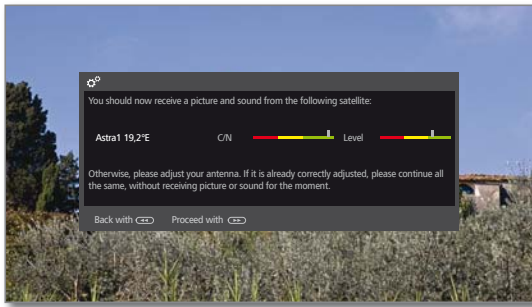 You should now receive a picture and sound from the following satellite:
Astra1 19,2°E C/N Level
Otherwise, please adjust your antenna. If it is already correctly adjusted, please continue all
the same, without receiving picture or sound for the moment.
Back with Proceed with